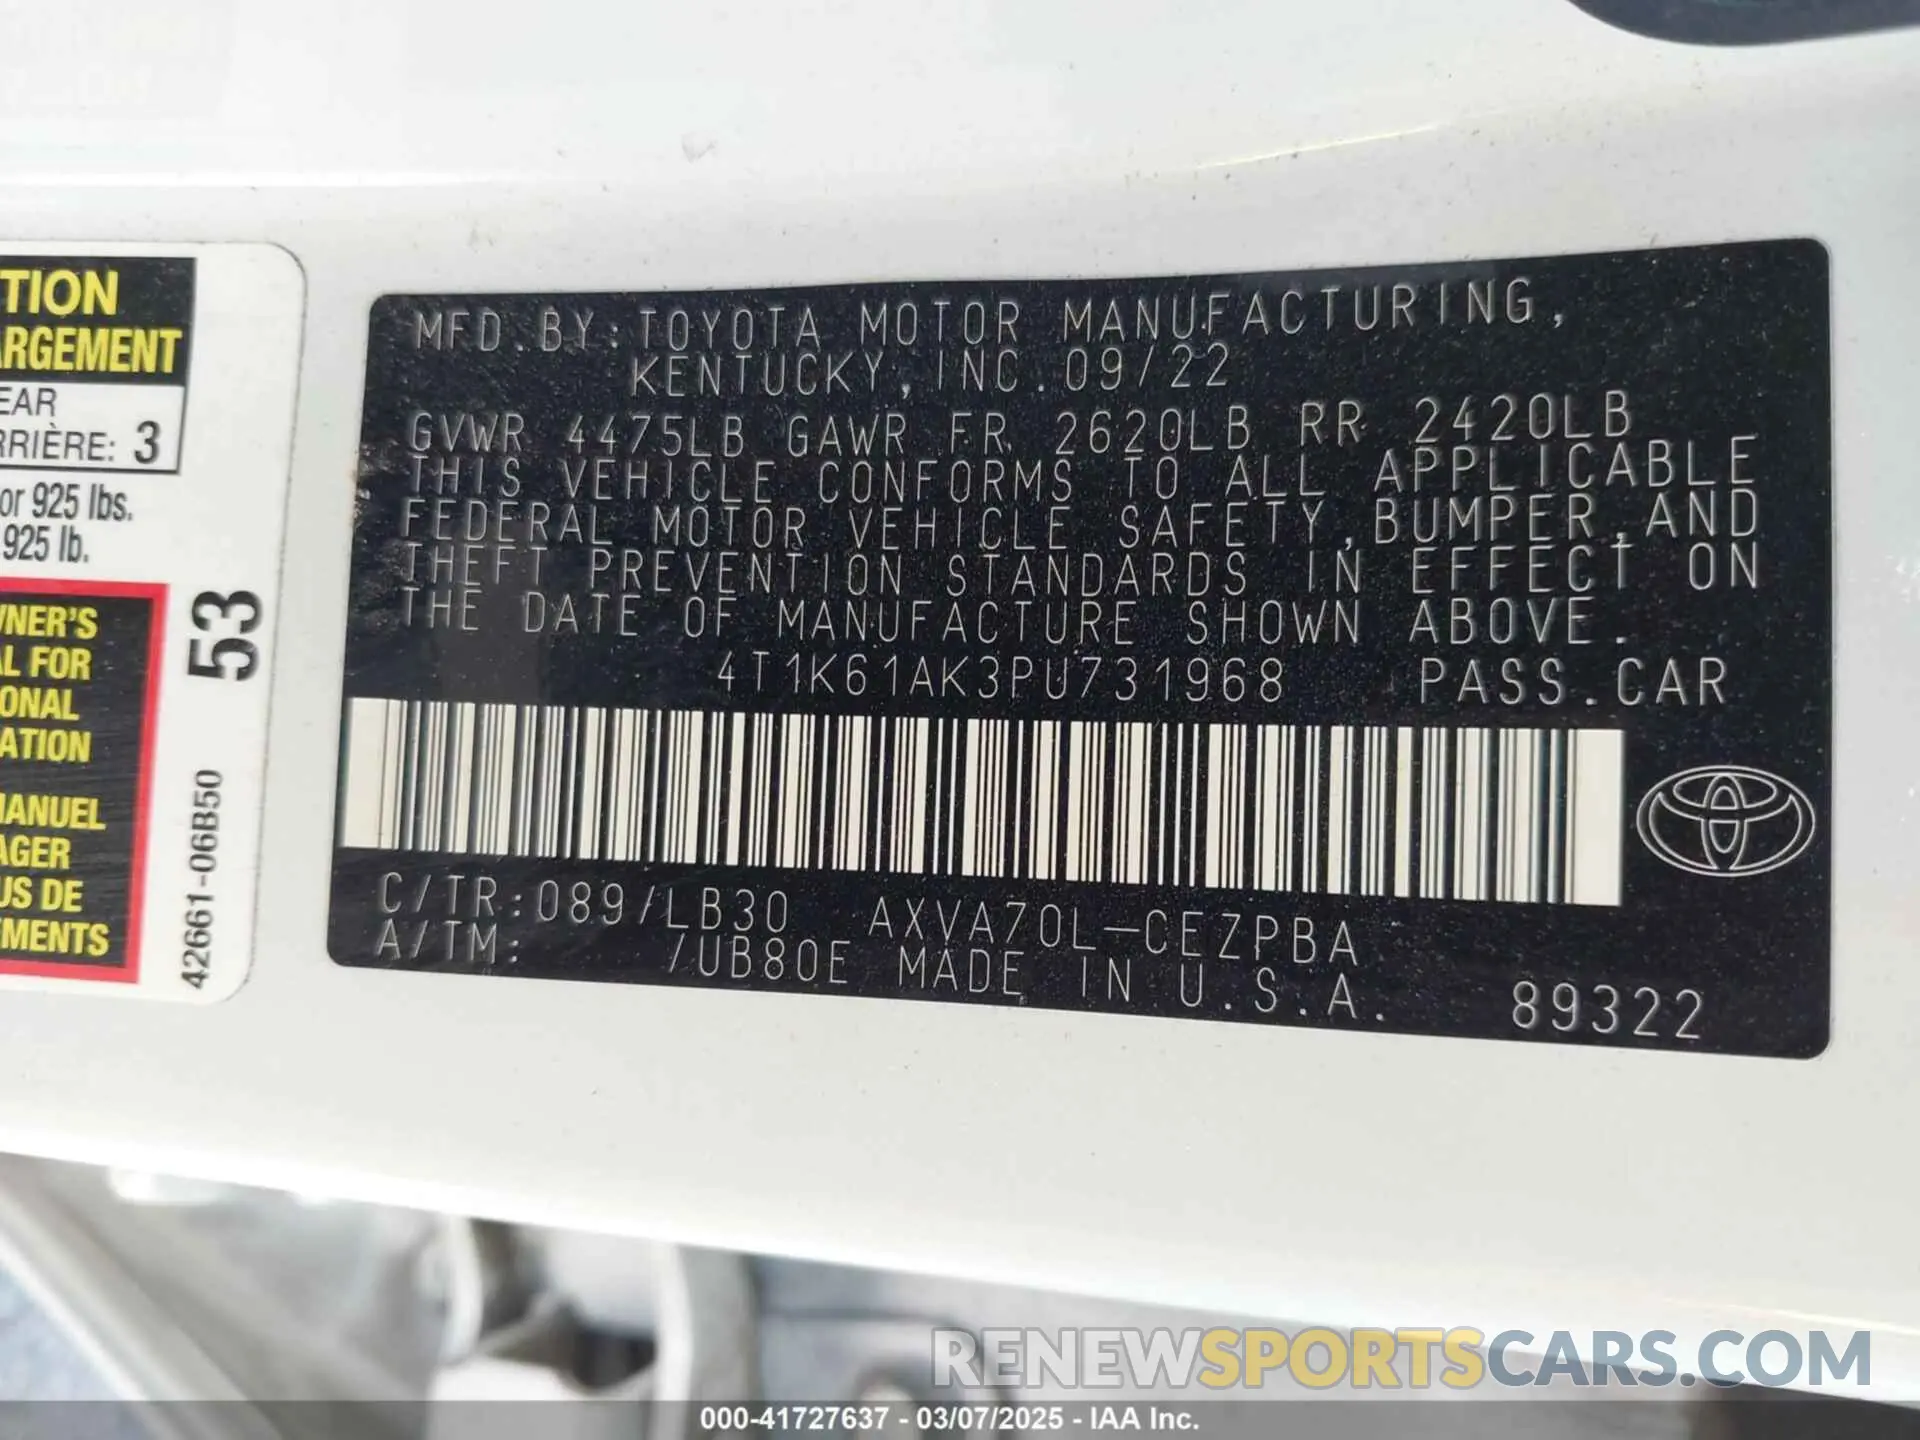 TION
ARGEMENT
EAR
RRIÈRE: 3
or 925 lbs.
925 lb.
WNER'S
AL FOR
ONAL
ATION
MANUEL
AGER
US DE
EMENTS
53
42661-06B50
MFD.BY:TOYOTA MOTOR MANUFACTURING,
KENTUCKY,INC.09/22
GVWR 4475LB GAWR FR 2620LB RR 2420LB
THIS VEHICLE CONFORMS TO ALL APPLICABLE
FEDERAL MOTOR VEHICLE SAFETY,BUMPER,AND
THEFT PREVENTION STANDARDS IN EFFECT ON
THE DATE OF MANUFACTURE SHOWN ABOVE.
4T1K61AK3PU731968 PASS.CAR
C/TR:089/LB30 AXVA70L-CEZPBA
A/TM: /UB80E MADE IN U.S.A.
89322
RENEWSPORTSCARS.COM
000-41727637 - 03/07/2025 - IAA Inc.